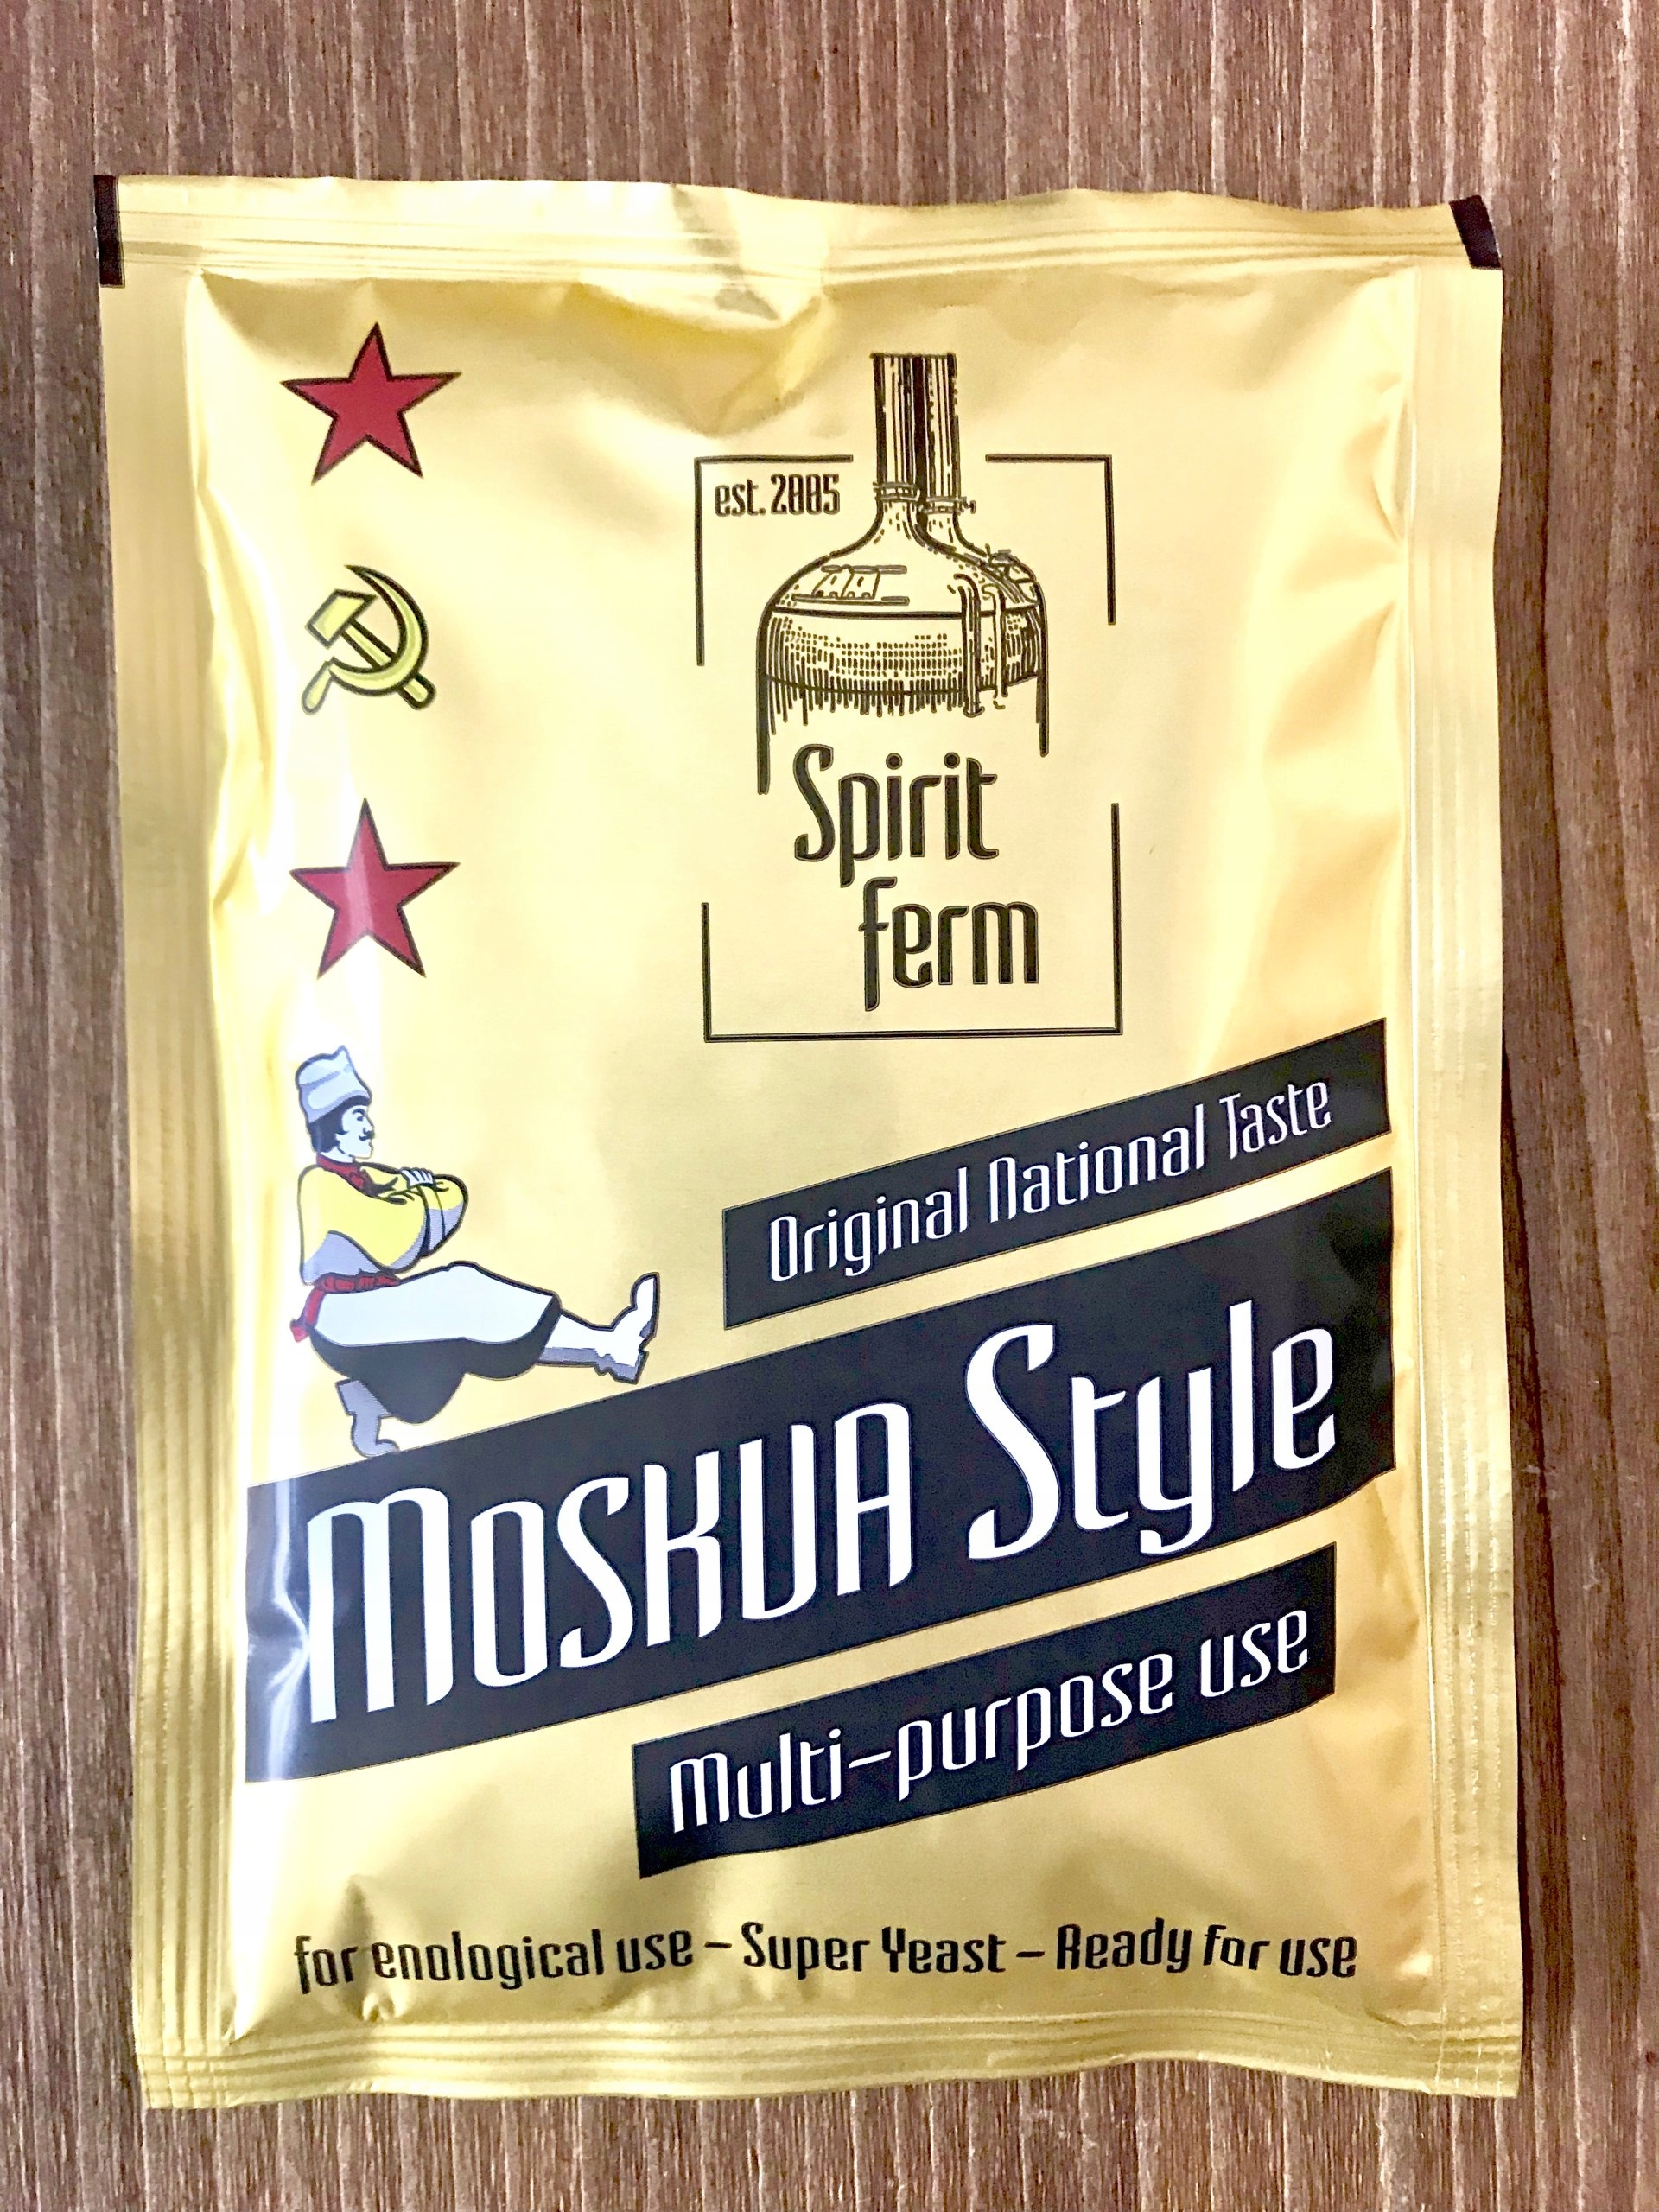 est. 2005
Spirit
ferm
Original National Taste
MoSKVA Style
Multi-purpose use
for enological use – Super Yeast – Ready for use